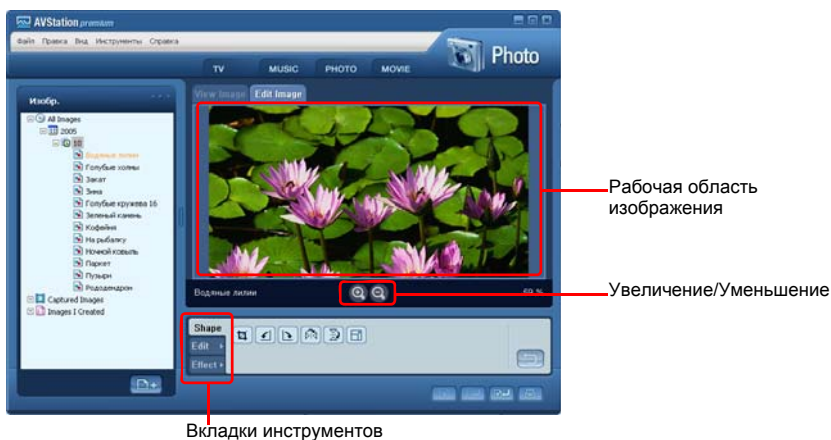 AVStation premium
Файл Правка Вид Инструменты Справка
TV MUSIC PHOTO MOVIE
Photo
Изобр.
All Images
2005
10
Водяные лилии
Голубые холмы
Закат
Зима
Голубые кружева 16
Зеленый камень
Кофейня
На рыбалку
Ночной ковыль
Паркет
Пузыри
Рододендрон
Captured Images
Images I Created
View Image Edit Image
Водяные лилии
69 %
Shape
Edit
Effect
Рабочая область
изображения
Увеличение/Уменьшение
Вкладки инструментов